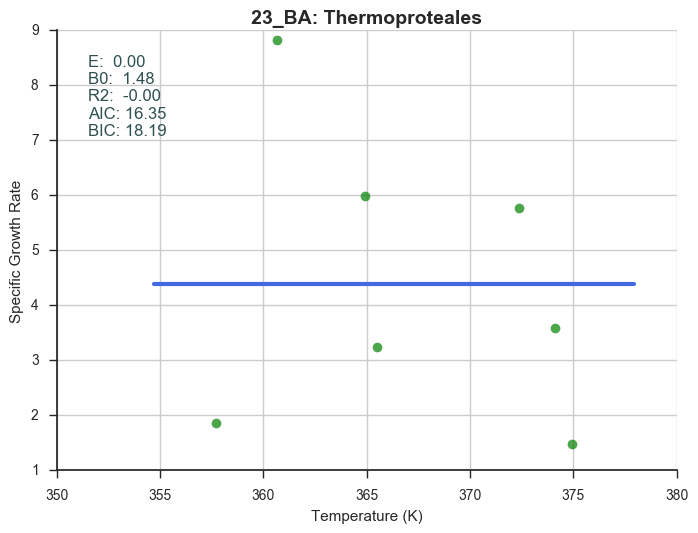 23_BA: Thermoproteales
E:  0.00
B0:  1.48
R2:  -0.00
AIC: 16.35
BIC: 18.19
Specific Growth Rate
9
8
7
6
5
4
3
2
1
350 355 360 365 370 375 380
Temperature (K)